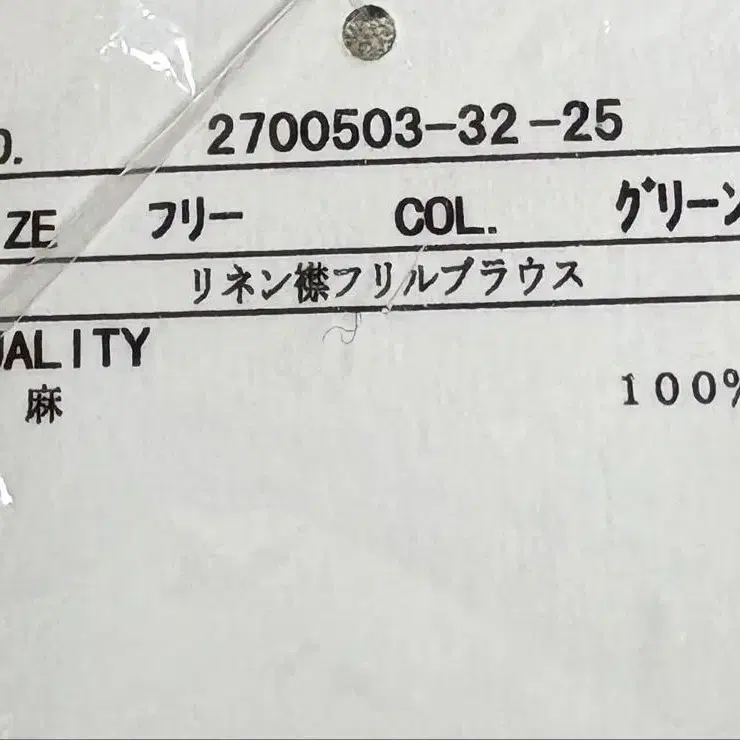 O. 2700503-32-25
IZE フリー COL. グリーン
リネン襟フリルブラウス
UALITY
麻 100%